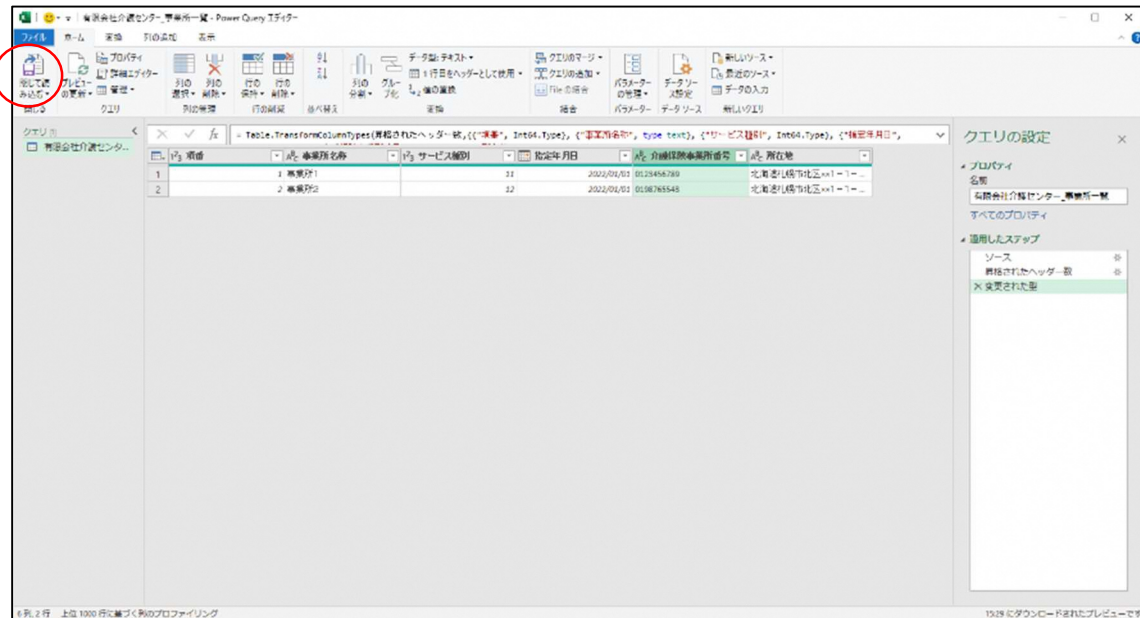 有限会社介護センター_事業所一覧 - Power Query エディター
ファイル ホーム 変換 列の追加 表示
閉じて読み込む▾
プレビューの更新▾
プロパティ
詳細エディター
管理▾
列の選択▾
列の削除▾
行の保持▾
行の削除▾
列の分割▾
グループ化
データ型: テキスト▾
1 行目をヘッダーとして使用▾
値の置換
クエリのマージ▾
クエリの追加▾
File の結合
パラメーターの管理▾
データ ソース設定
新しいソース▾
最近のソース▾
データの入力
閉じる クエリ 列の管理 行の削減 並べ替え 変換 結合 パラメーター データ ソース 新しいクエリ
クエリ [1]
有限会社介護センタ...
= Table.TransformColumnTypes(昇格されたヘッダー数,{{"項番", Int64.Type}, {"事業所名称", type text}, {"サービス種別", Int64.Type}, {"指定年月日",
項番 事業所名称 サービス種別 指定年月日 介護保険事業所番号 所在地
1 1 事業所1 11 2022/01/01 0123456789 北海道札幌市北区××1-1-...
2 2 事業所2 12 2022/01/01 0198765543 北海道札幌市北区××1-1-...
クエリの設定
プロパティ
名前
有限会社介護センター_事業所一覧
すべてのプロパティ
適用したステップ
ソース
昇格されたヘッダー数
変更された型
6 列、2 行 上位 1000 行に基づく列のプロファイリング
15:29 にダウンロードされたプレビューです